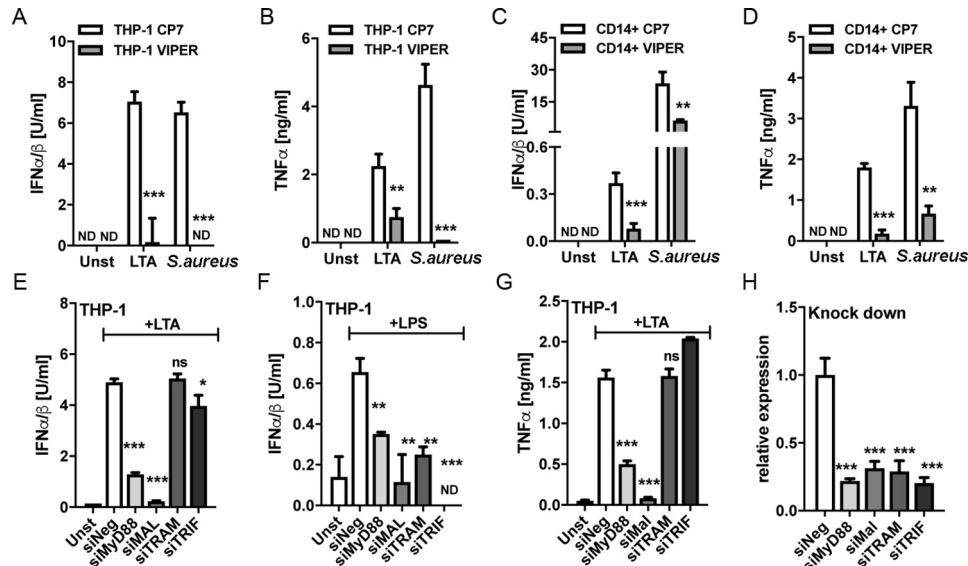 A
THP-1 CP7
THP-1 VIPER
IFNα/β [U/ml]
10
8
6
4
2
0
ND ND
***
***
ND
Unst LTA S.aureus
B
THP-1 CP7
THP-1 VIPER
TNFα [ng/ml]
6
4
2
0
ND ND
**
***
Unst LTA S.aureus
C
CD14+ CP7
CD14+ VIPER
IFNα/β [U/ml]
45
30
15
0.6
0.3
0.0
ND ND
***
**
Unst LTA S.aureus
D
CD14+ CP7
CD14+ VIPER
TNFα [ng/ml]
5
4
3
2
1
0
ND ND
***
**
Unst LTA S.aureus
E
THP-1
+LTA
IFNα/β [U/ml]
8
6
4
2
0
***
***
ns
*
Unst
siNeg
siMyD88
siMAL
siTRAM
siTRIF
F
THP-1
+LPS
IFNα/β [U/ml]
1.0
0.8
0.6
0.4
0.2
0.0
**
**
**
***
ND
Unst
siNeg
siMyD88
siMAL
siTRAM
siTRIF
G
THP-1
+LTA
TNFα [ng/ml]
2.5
2.0
1.5
1.0
0.5
0.0
***
***
ns
Unst
siNeg
siMyD88
siMal
siTRAM
siTRIF
H
Knock down
relative expression
1.5
1.0
0.5
0.0
***
***
***
***
siNeg
siMyD88
siMal
siTRAM
siTRIF